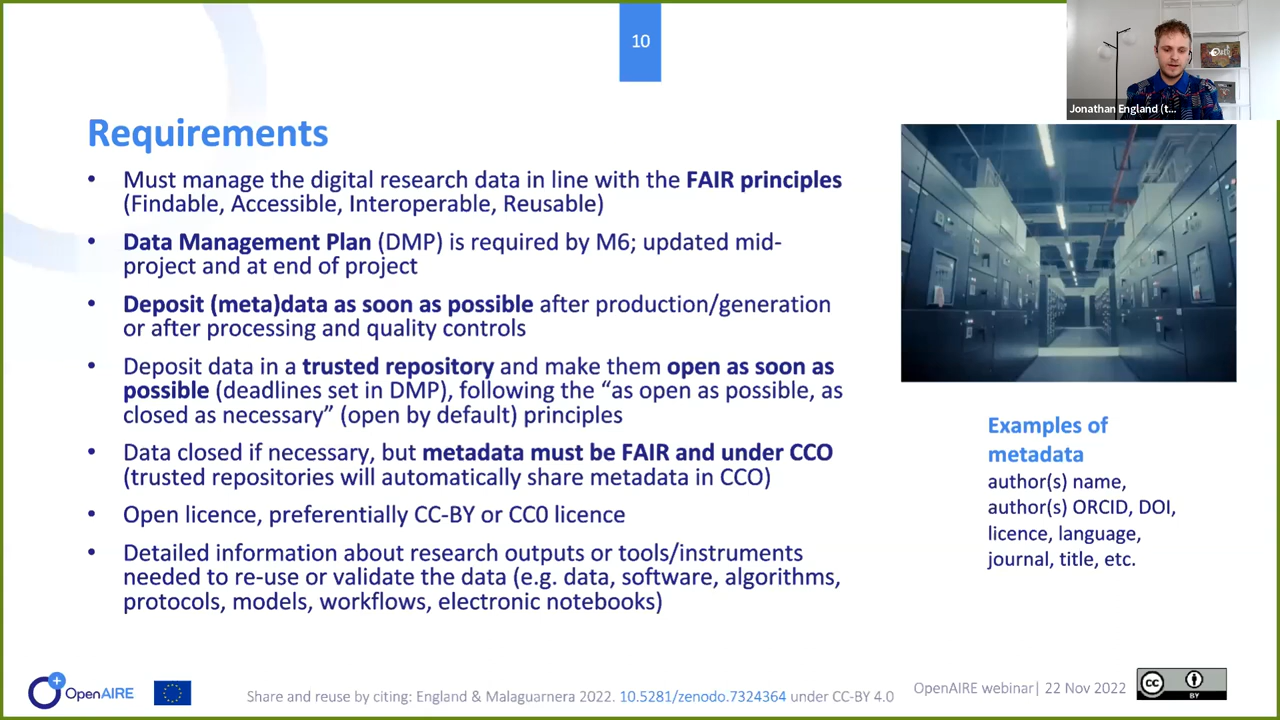 10
Jonathan England (t...
Requirements
• Must manage the digital research data in line with the FAIR principles
(Findable, Accessible, Interoperable, Reusable)
• Data Management Plan (DMP) is required by M6; updated mid-
project and at end of project
• Deposit (meta)data as soon as possible after production/generation
or after processing and quality controls
• Deposit data in a trusted repository and make them open as soon as
possible (deadlines set in DMP), following the “as open as possible, as
closed as necessary” (open by default) principles
• Data closed if necessary, but metadata must be FAIR and under CCO
(trusted repositories will automatically share metadata in CCO)
• Open licence, preferentially CC-BY or CC0 licence
• Detailed information about research outputs or tools/instruments
needed to re-use or validate the data (e.g. data, software, algorithms,
protocols, models, workflows, electronic notebooks)
Examples of
metadata
author(s) name,
author(s) ORCID, DOI,
licence, language,
journal, title, etc.
OpenAIRE
Share and reuse by citing: England & Malaguarnera 2022. 10.5281/zenodo.7324364 under CC-BY 4.0
OpenAIRE webinar| 22 Nov 2022
CC
BY